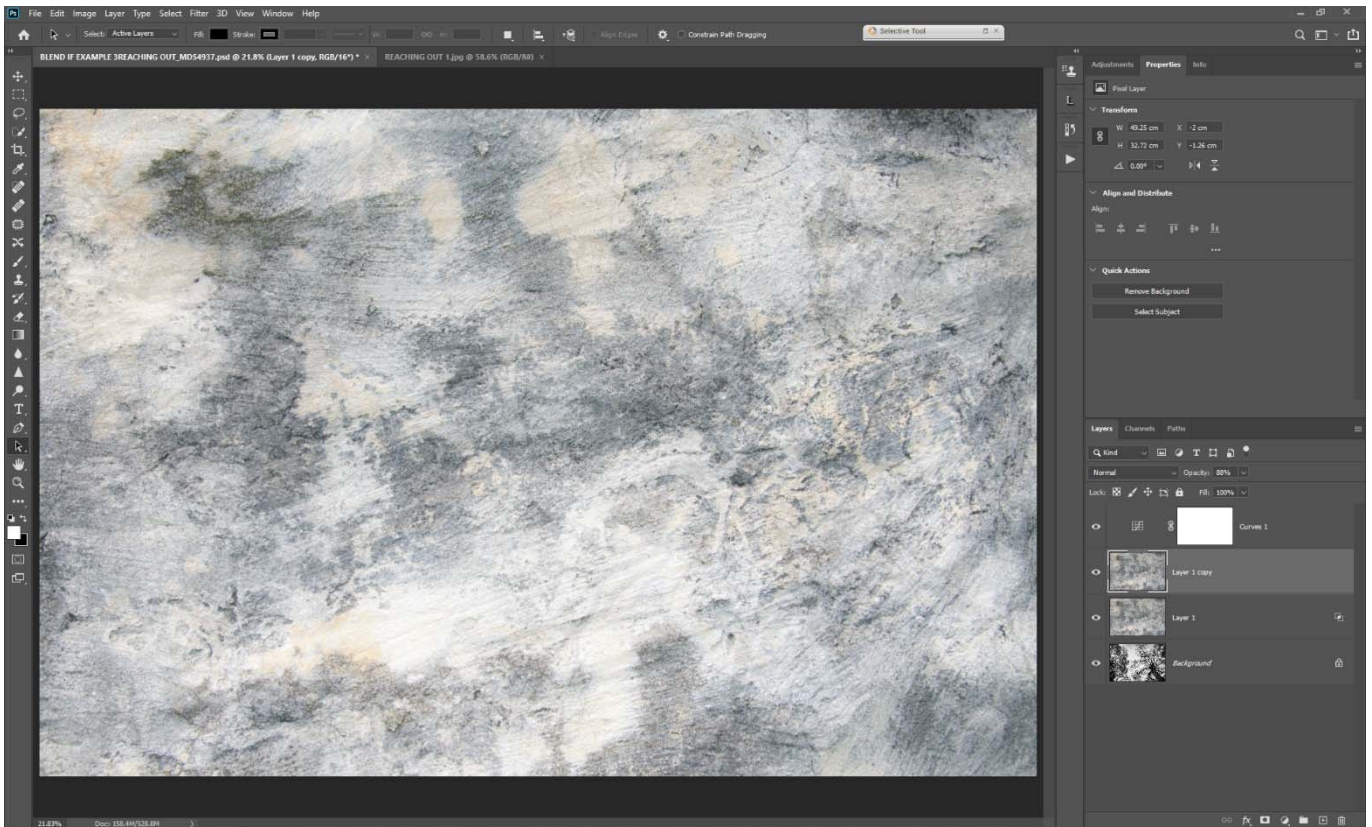 Ps File Edit Image Layer Type Select Filter 3D View Window Help
Select: Active Layers Fill: Stroke: W: H: Align Edges Constrain Path Dragging Selective Tool
BLEND IF EXAMPLE 3REACHING OUT_MDS4937.psd @ 21.8% (Layer 1 copy, RGB/16*) * × REACHING OUT 1.jpg @ 58.6% (RGB/8#) ×
Adjustments Properties Info
Pixel Layer
Transform
W 49.25 cm X -2 cm
H 32.72 cm Y -1.26 cm
0.00°
Align and Distribute
Align:
Quick Actions
Remove Background
Select Subject
Layers Channels Paths
Kind
Normal Opacity: 88%
Lock: Fill: 100%
Curves 1
Layer 1 copy
Layer 1
Background
21.83% Doc: 158.4M/528.8M